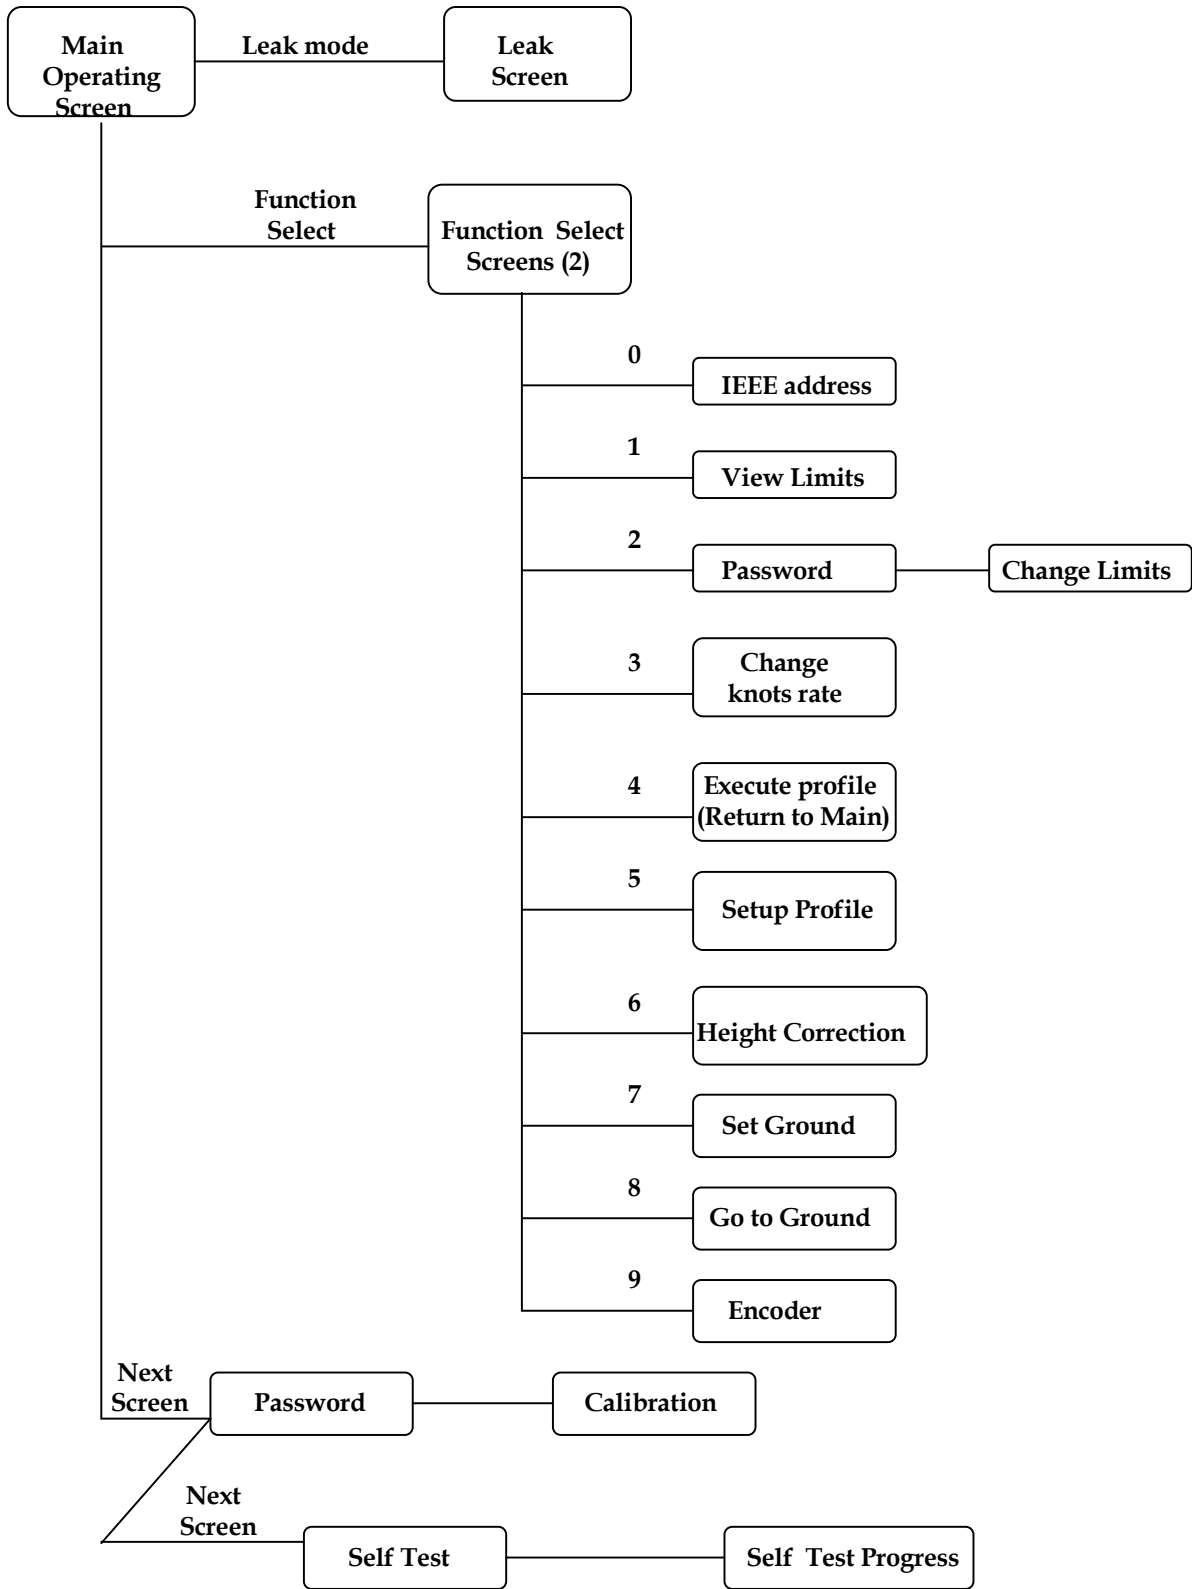 Main
Operating
Screen
Leak mode
Leak
Screen
Function
Select
Function Select
Screens (2)
0
IEEE address
1
View Limits
2
Password
Change Limits
3
Change
knots rate
4
Execute profile
(Return to Main)
5
Setup Profile
6
Height Correction
7
Set Ground
8
Go to Ground
9
Encoder
Next
Screen
Password
Calibration
Next
Screen
Self Test
Self Test Progress